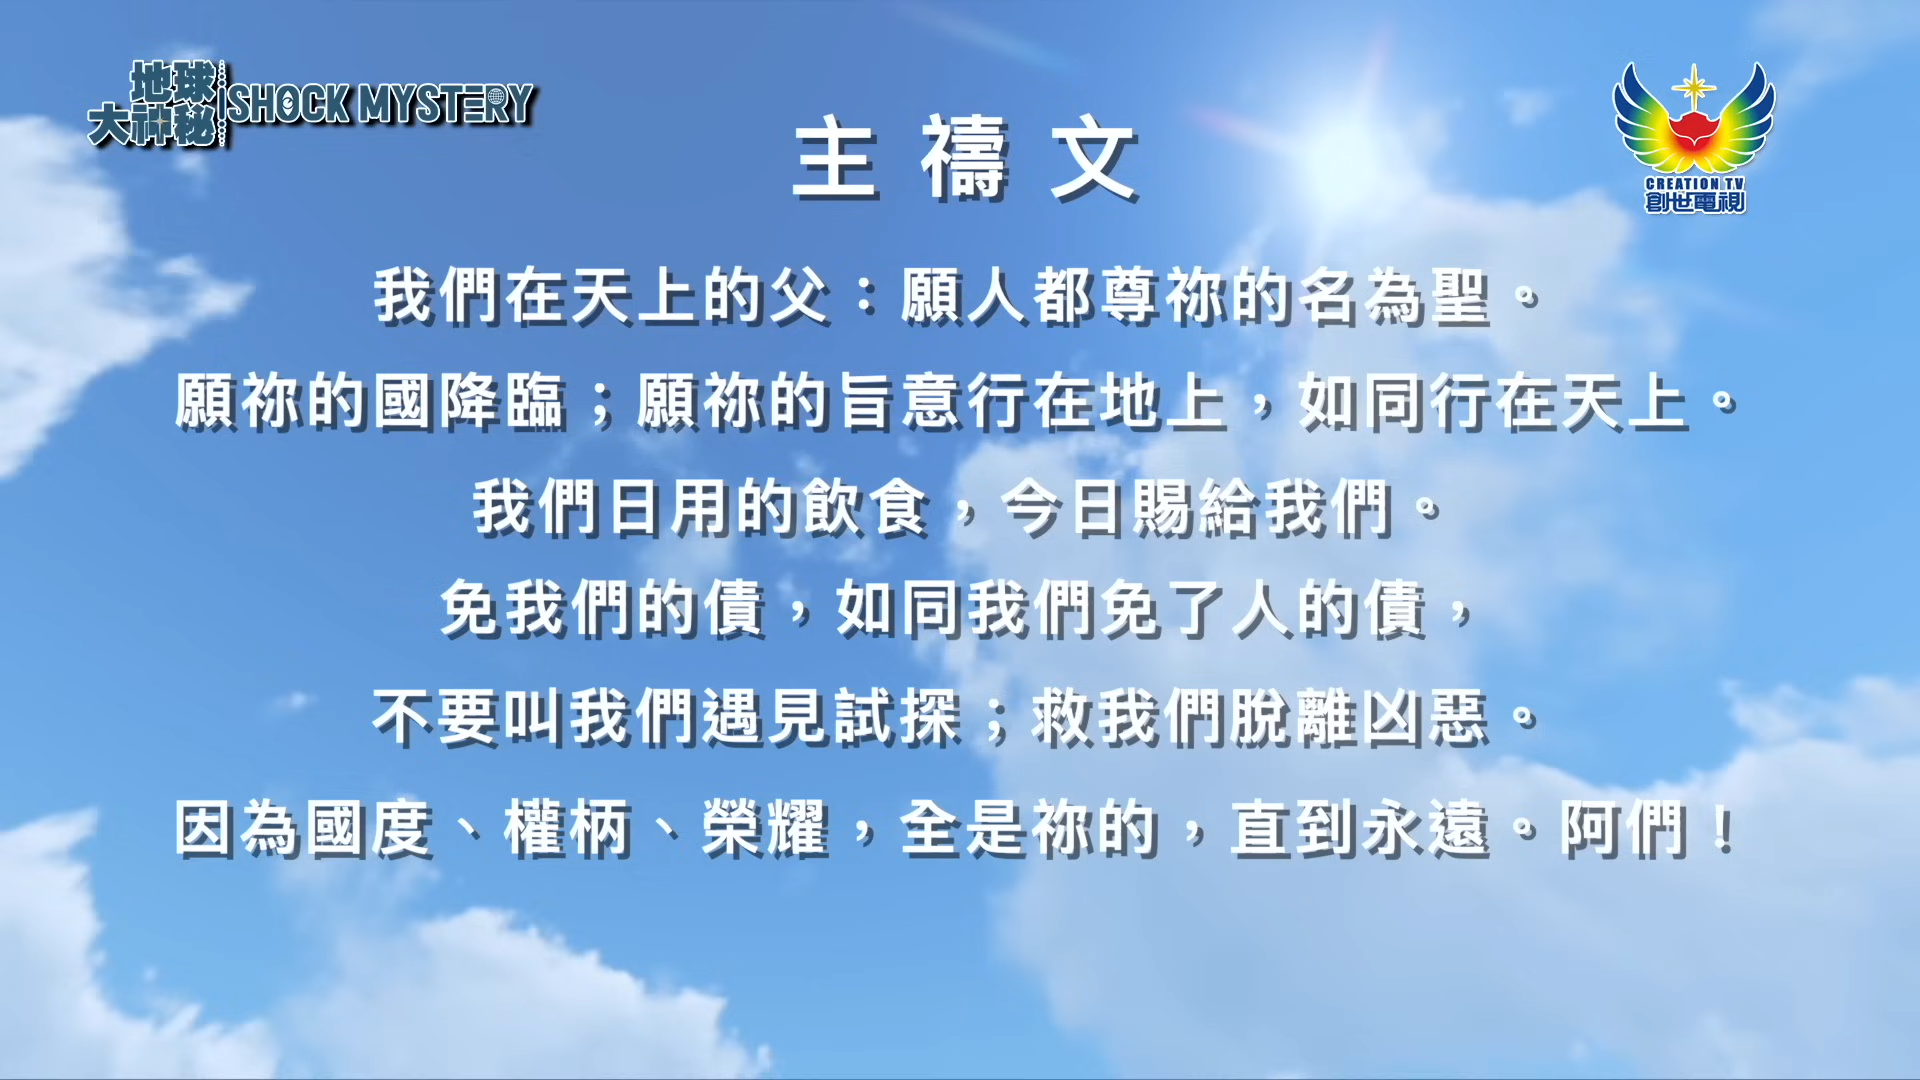 地球
大神秘
SHOCK MYSTERY
CREATION TV
創世電視
主禱文
我們在天上的父：願人都尊祢的名為聖。
願祢的國降臨；願祢的旨意行在地上，如同行在天上。
我們日用的飲食，今日賜給我們。
免我們的債，如同我們免了人的債，
不要叫我們遇見試探；救我們脫離凶惡。
因為國度、權柄、榮耀，全是祢的，直到永遠。阿們！